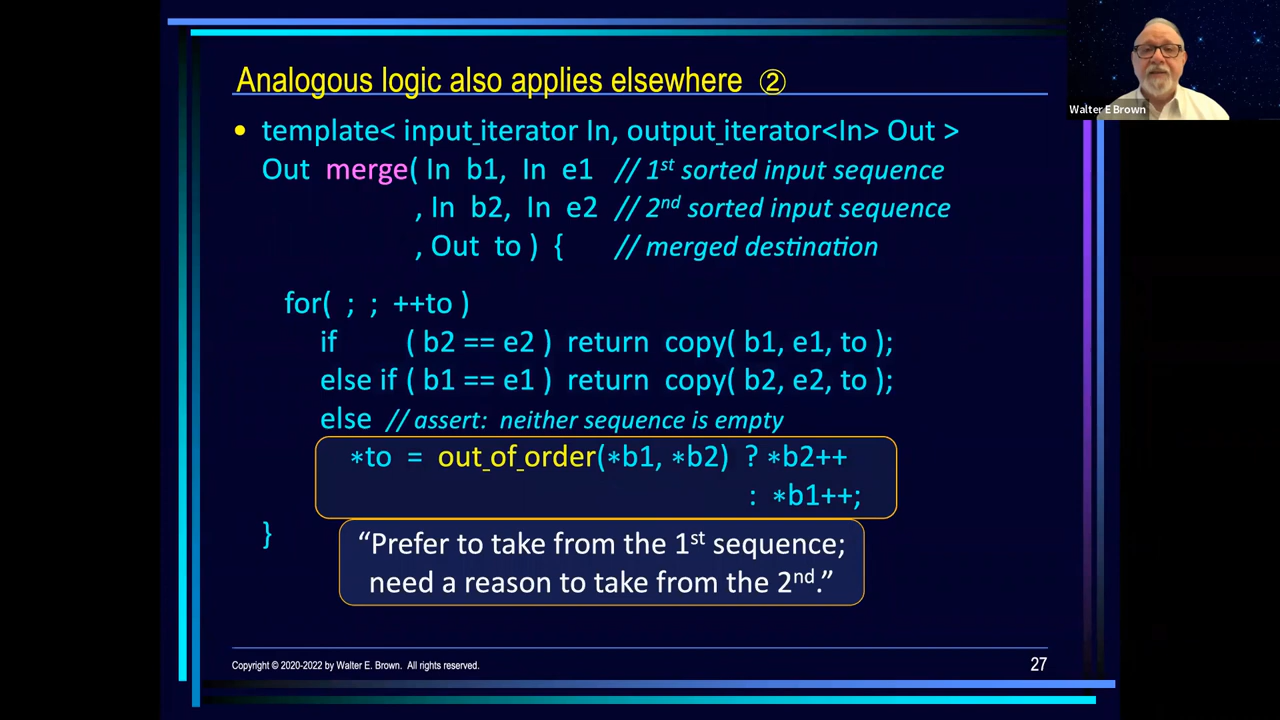 Analogous logic also applies elsewhere ②
Walter E Brown
• template< input_iterator In, output_iterator<In> Out >
Out merge( In b1, In e1 // 1st sorted input sequence
, In b2, In e2 // 2nd sorted input sequence
, Out to ) { // merged destination
for( ; ; ++to )
if ( b2 == e2 ) return copy( b1, e1, to );
else if ( b1 == e1 ) return copy( b2, e2, to );
else // assert: neither sequence is empty
*to = out_of_order(*b1, *b2) ? *b2++
: *b1++;
}
“Prefer to take from the 1st sequence;
need a reason to take from the 2nd.”
Copyright © 2020-2022 by Walter E. Brown. All rights reserved.
27